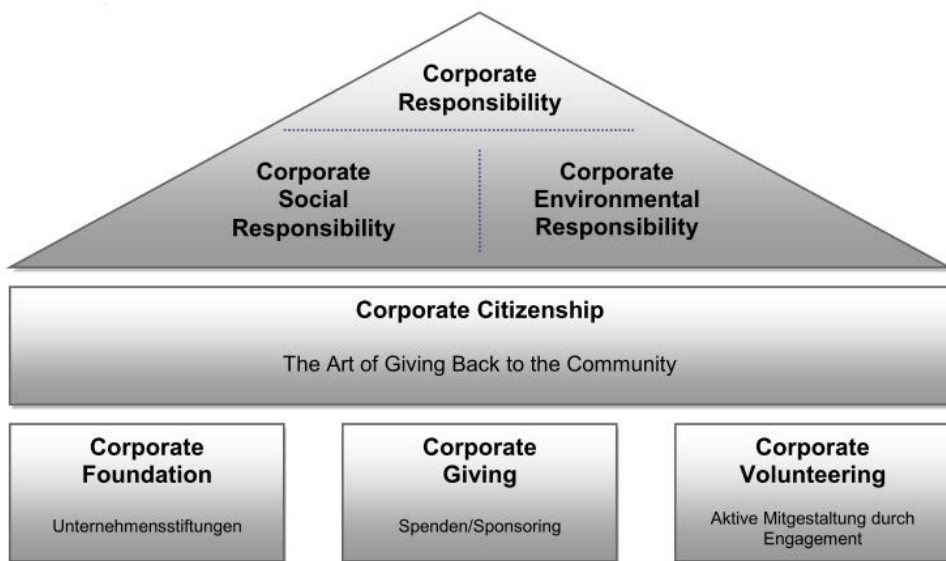 Corporate
Responsibility
Corporate
Social
Responsibility
Corporate
Environmental
Responsibility
Corporate Citizenship
The Art of Giving Back to the Community
Corporate
Foundation
Unternehmensstiftungen
Corporate
Giving
Spenden/Sponsoring
Corporate
Volunteering
Aktive Mitgestaltung durch
Engagement